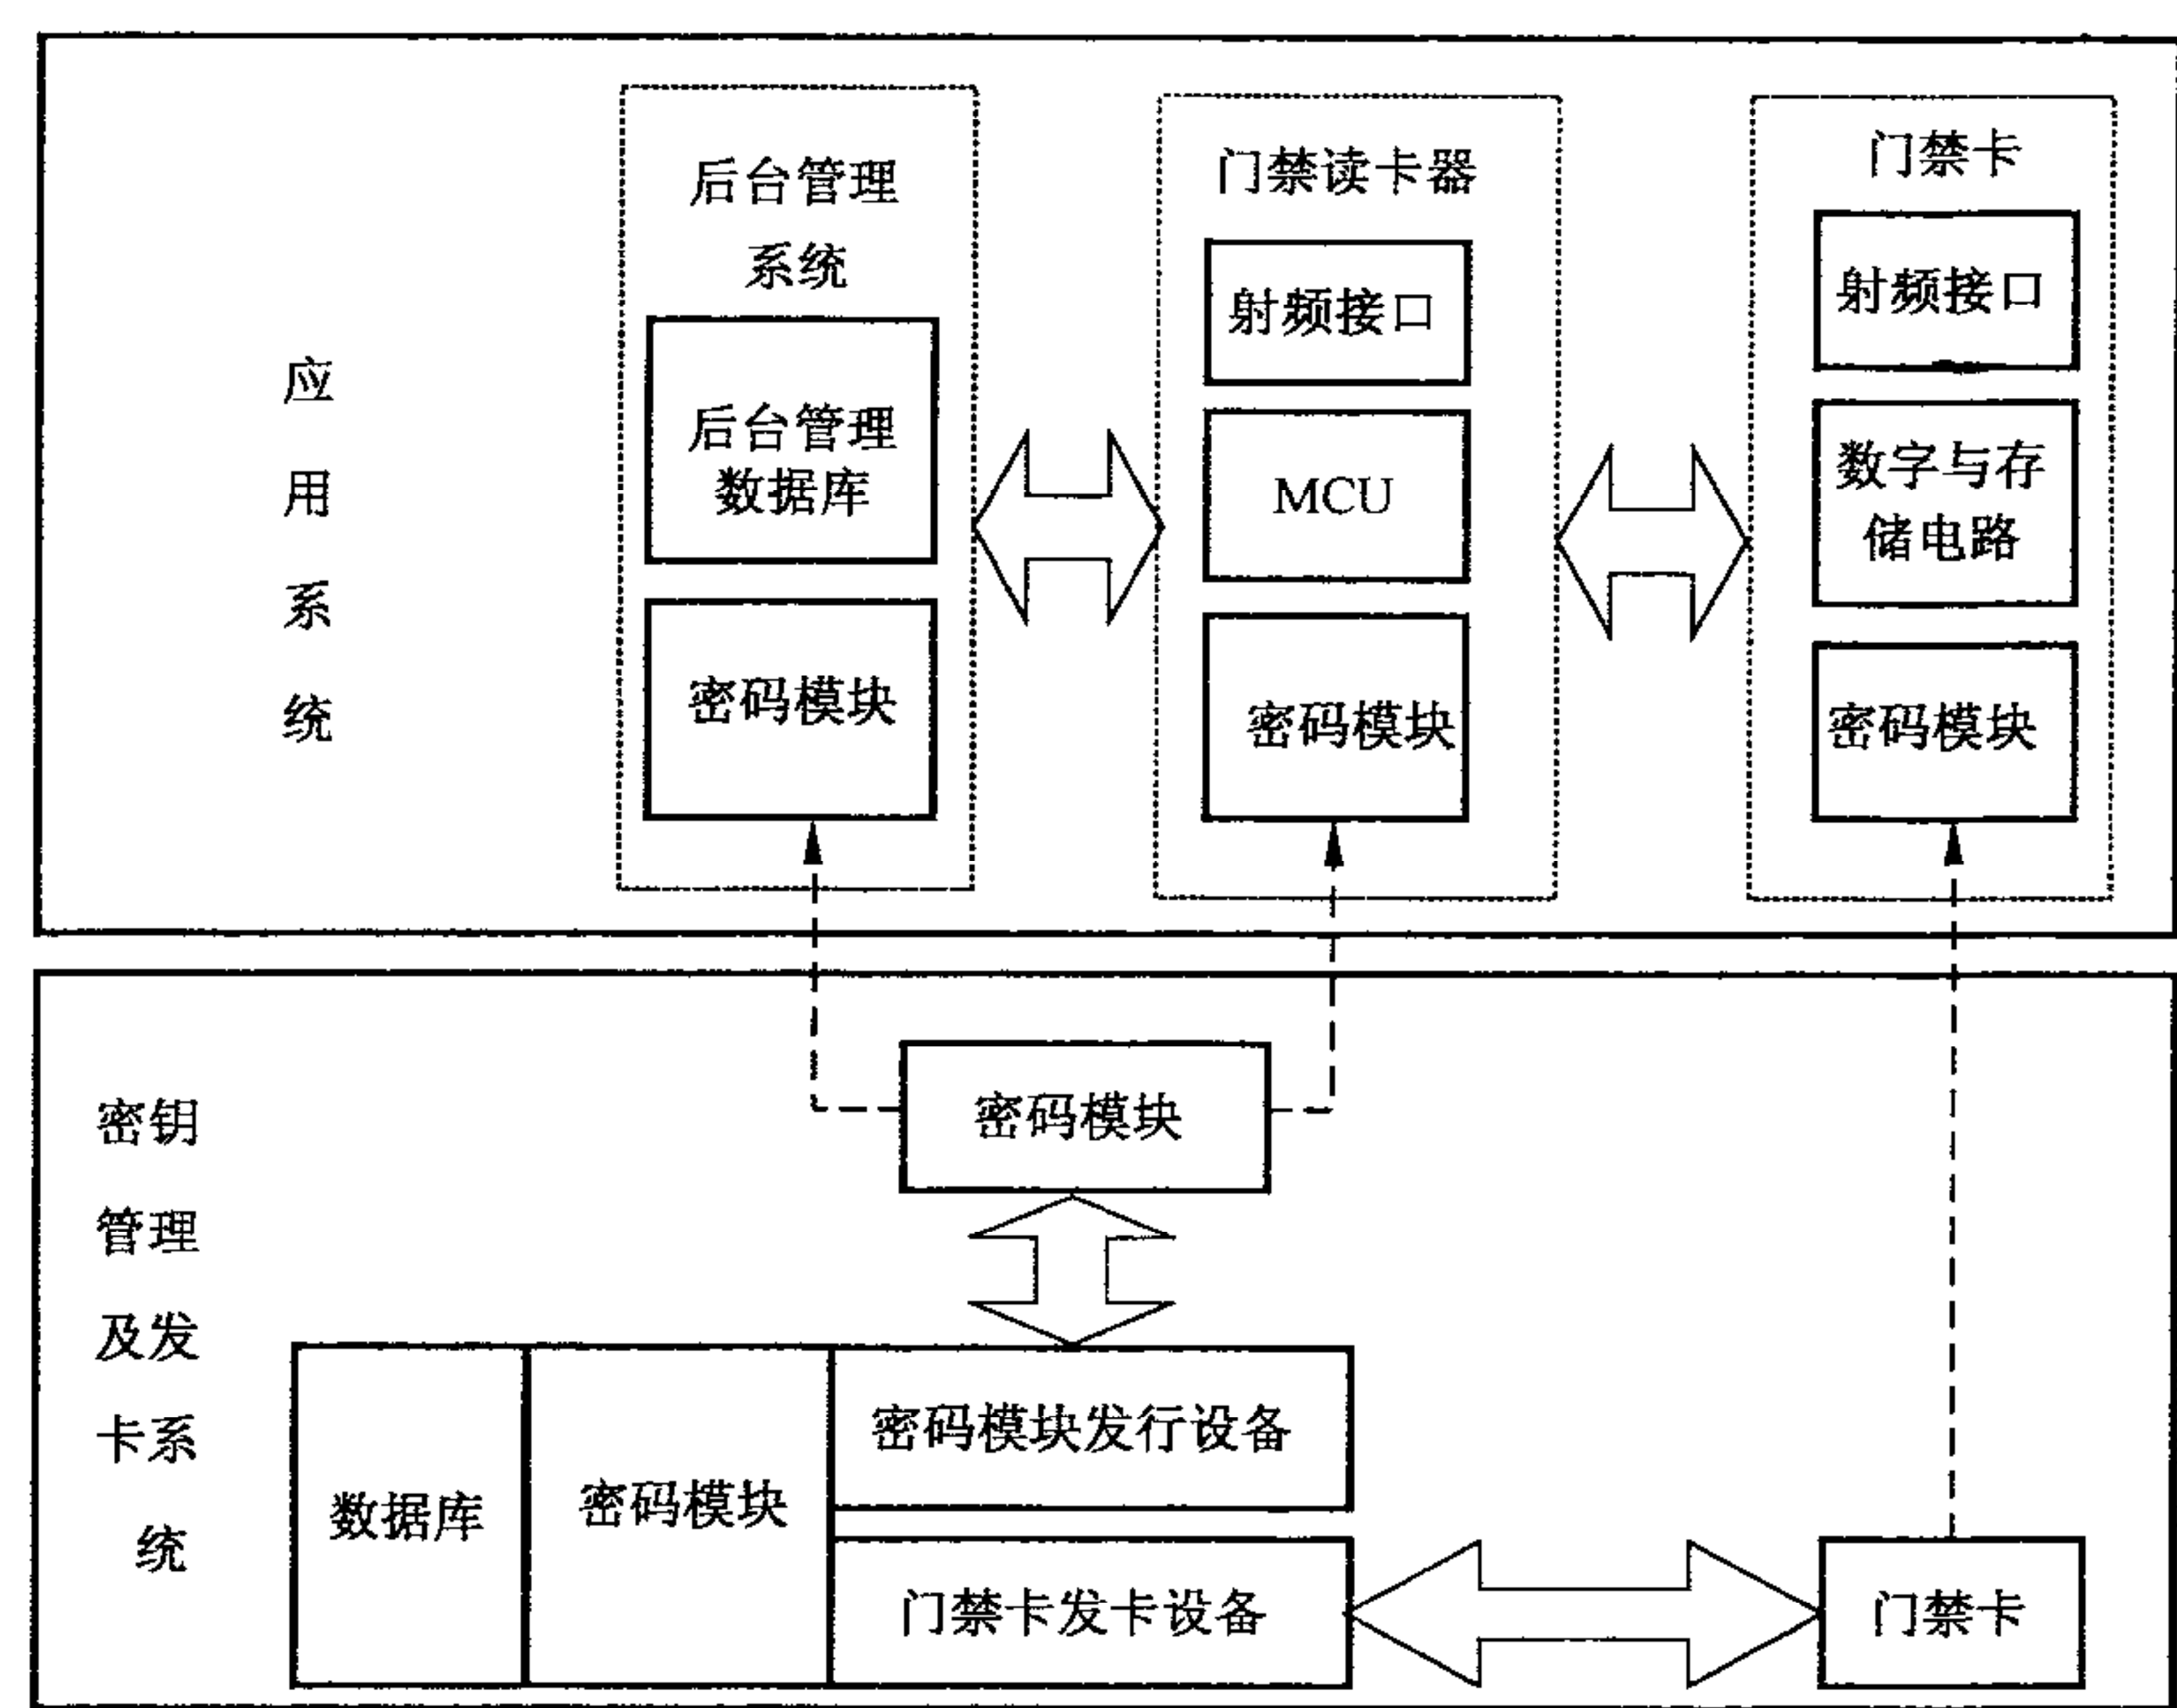 应
用
系
统
后台管理
系统
后台管理
数据库
密码模块
门禁读卡器
射频接口
MCU
密码模块
门禁卡
射频接口
数字与存
储电路
密码模块
密钥
管理
及发
卡系
统
密码模块
数据库
密码模块
密码模块发行设备
门禁卡发卡设备
门禁卡